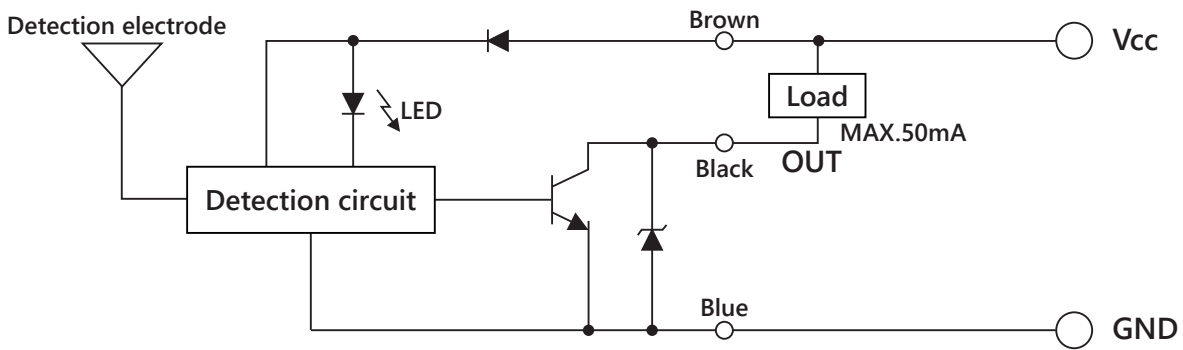 Detection electrode
Brown
Vcc
LED
Load
MAX.50mA
Black
OUT
Detection circuit
Blue
GND